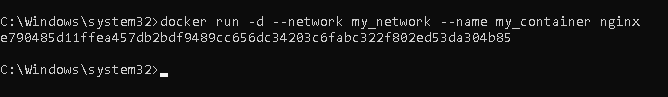 C:\Windows\system32>docker run -d --network my_network --name my_container nginx
e790485d11ffea457db2bdf9489cc656dc34203c6fabc322f802ed53da304b85
C:\Windows\system32>